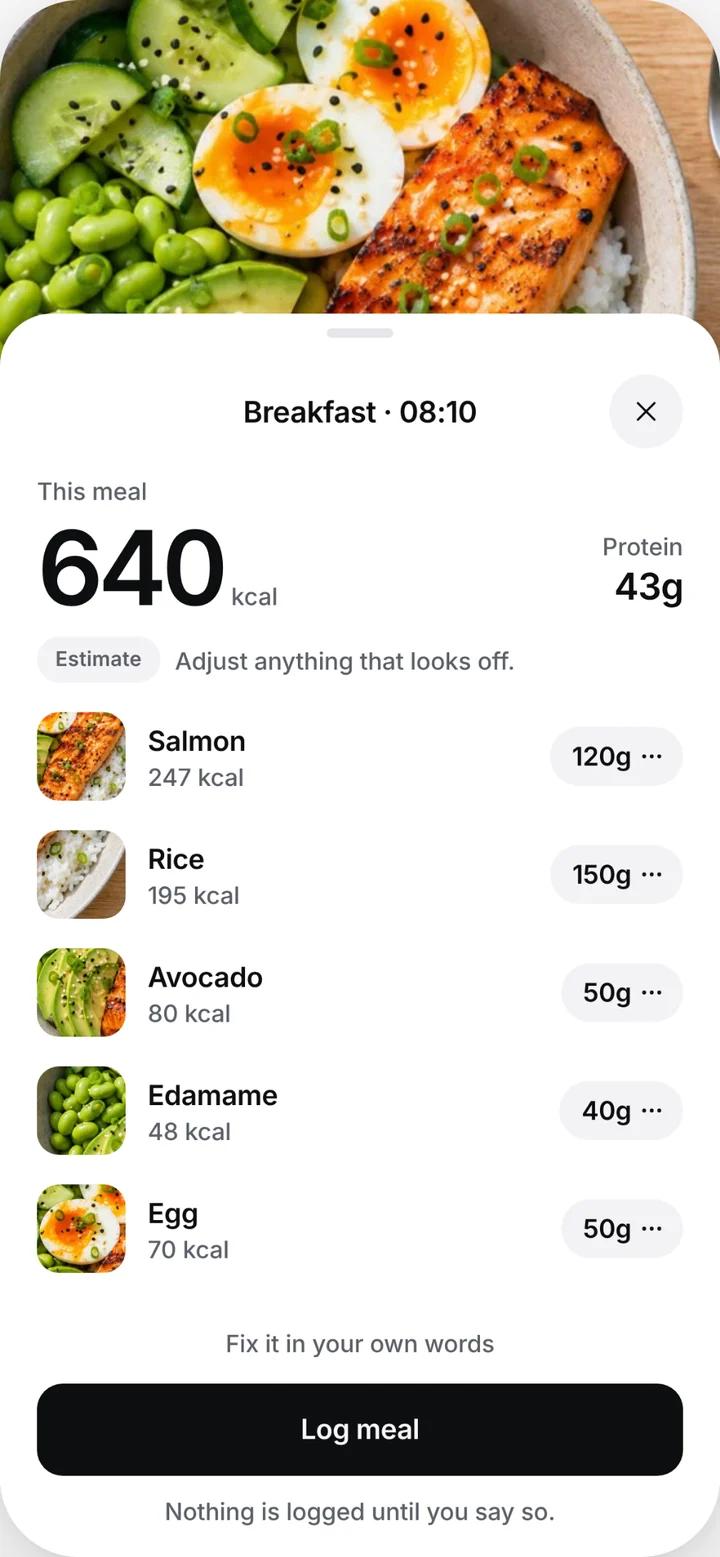 Breakfast · 08:10
This meal
640 kcal
Protein
43g
Estimate
Adjust anything that looks off.
Salmon
247 kcal
120g ···
Rice
195 kcal
150g ···
Avocado
80 kcal
50g ···
Edamame
48 kcal
40g ···
Egg
70 kcal
50g ···
Fix it in your own words
Log meal
Nothing is logged until you say so.